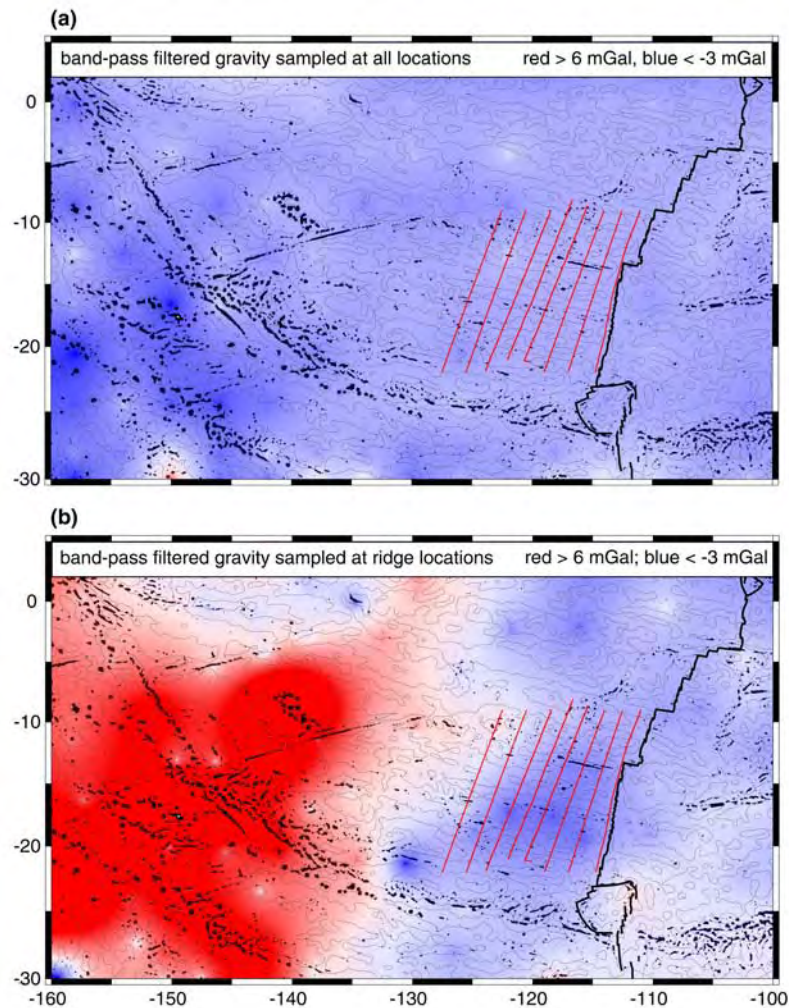 (a)
band-pass filtered gravity sampled at all locations red > 6 mGal, blue < -3 mGal
0
-10
-20
-30
(b)
band-pass filtered gravity sampled at ridge locations red > 6 mGal; blue < -3 mGal
0
-10
-20
-30
-160 -150 -140 -130 -120 -110 -100